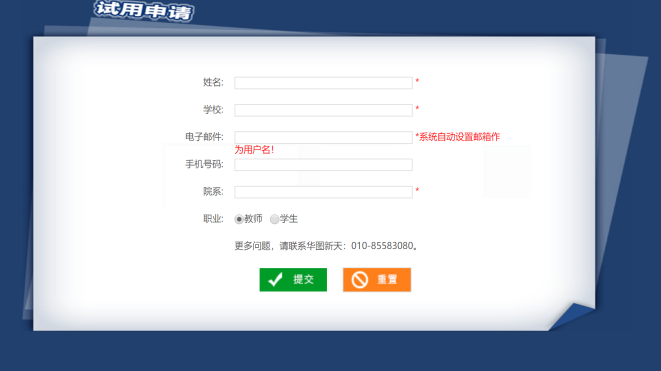 试用申请
姓名: *
学校: *
电子邮件: *系统自动设置邮箱作
为用户名!
手机号码:
院系: *
职业: 教师 学生
更多问题，请联系华图新天：010-85583080。
提交 重置